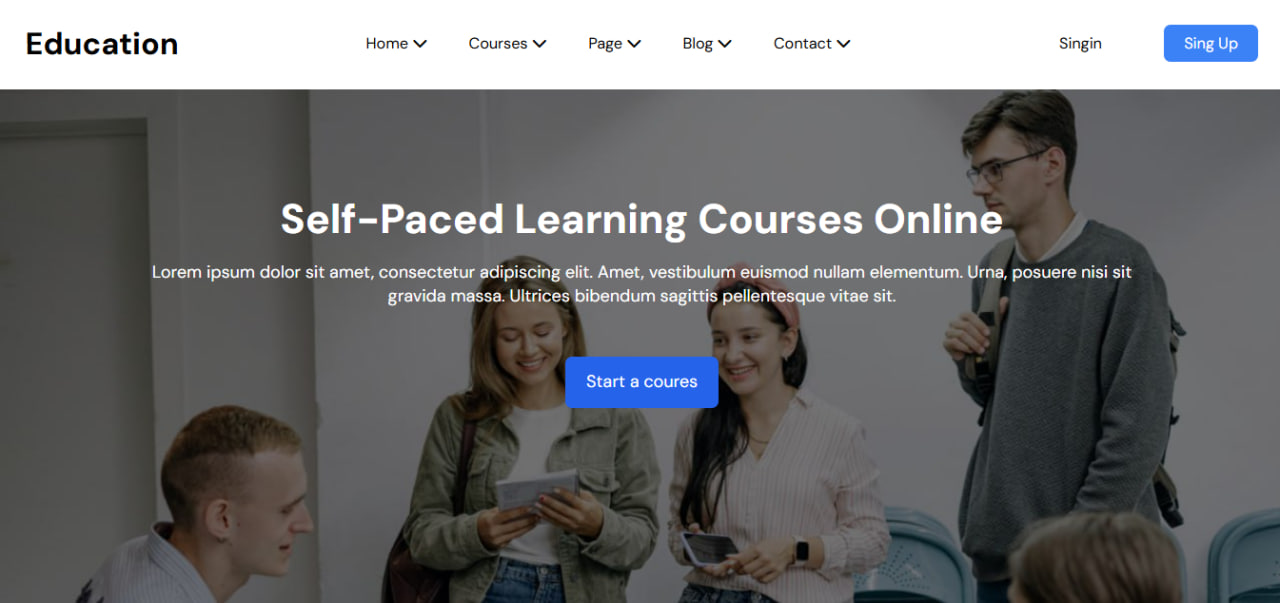 Education
Home
Courses
Page
Blog
Contact
Singin
Sing Up
Self-Paced Learning Courses Online
Lorem ipsum dolor sit amet, consectetur adipiscing elit. Amet, vestibulum euismod nullam elementum. Urna, posuere nisi sit
gravida massa. Ultrices bibendum sagittis pellentesque vitae sit.
Start a coures